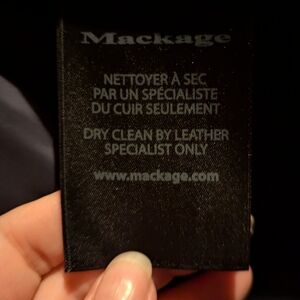 Mackage
NETTOYER À SEC
PAR UN SPÉCIALISTE
DU CUIR SEULEMENT
DRY CLEAN BY LEATHER
SPECIALIST ONLY
www.mackage.com